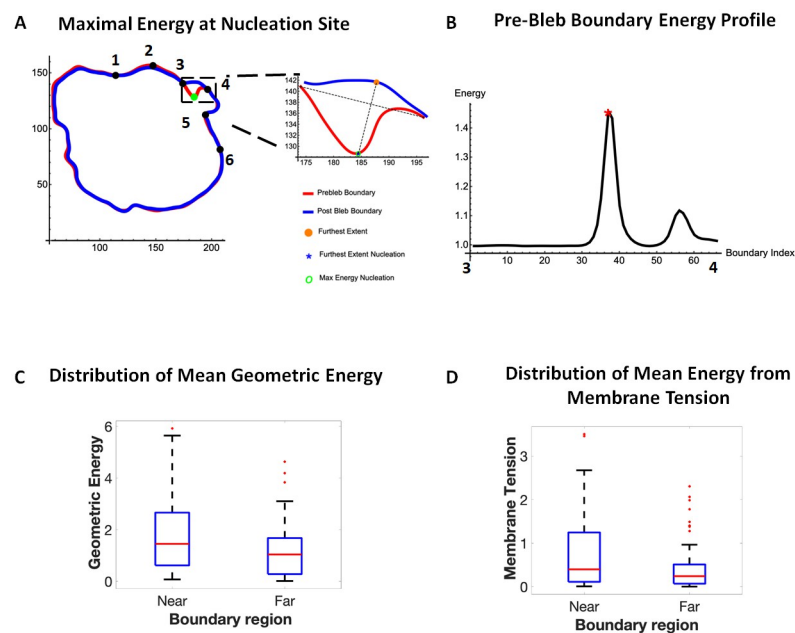 A Maximal Energy at Nucleation Site
1 2 3 4 5 6
150
100
50
100 150 200
142
140
138
136
134
132
130
175 180 185 190 195
Prebleb Boundary
Post Bleb Boundary
Furthest Extent
Furthest Extent Nucleation
Max Energy Nucleation
B Pre-Bleb Boundary Energy Profile
Energy
1.4
1.3
1.2
1.1
1.0
10 20 30 40 50 60
Boundary Index
3 4
C Distribution of Mean Geometric Energy
Geometric Energy
6
4
2
0
Near Far
Boundary region
D Distribution of Mean Energy from
Membrane Tension
Membrane Tension
3
2
1
0
Near Far
Boundary region